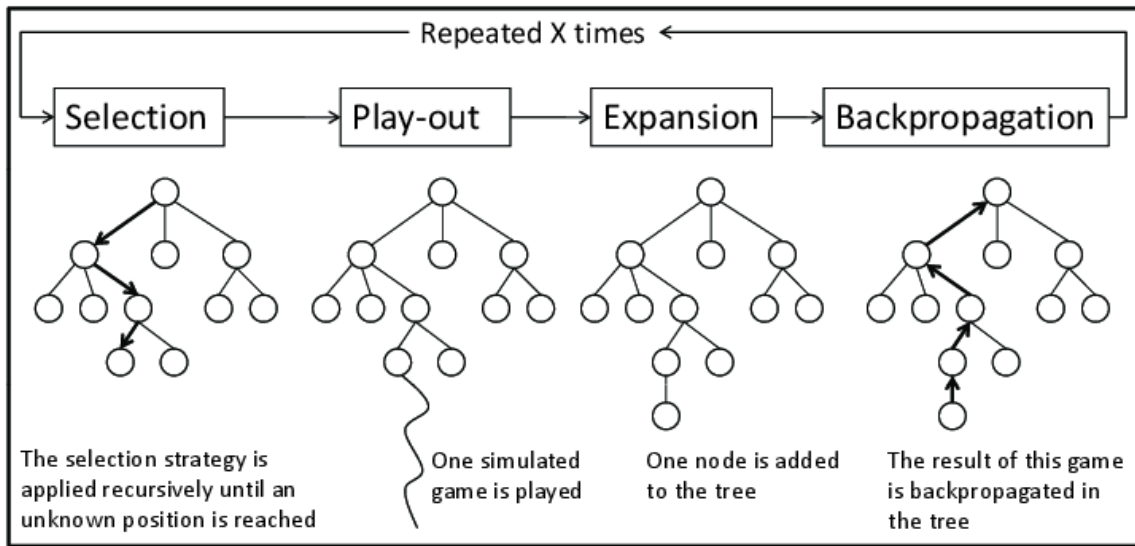 Repeated X times
Selection
Play-out
Expansion
Backpropagation
The selection strategy is
applied recursively until an
unknown position is reached
One simulated
game is played
One node is added
to the tree
The result of this game
is backpropagated in
the tree